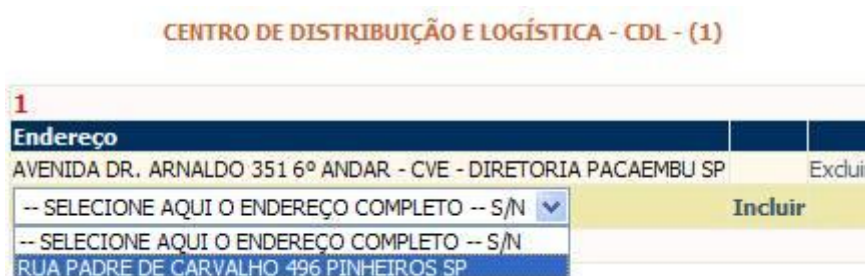 CENTRO DE DISTRIBUIÇÃO E LOGÍSTICA - CDL - (1)
1
Endereço
AVENIDA DR. ARNALDO 351 6º ANDAR - CVE - DIRETORIA PACAEMBU SP Excluir
-- SELECIONE AQUI O ENDEREÇO COMPLETO -- S/N Incluir
-- SELECIONE AQUI O ENDEREÇO COMPLETO -- S/N
RUA PADRE DE CARVALHO 496 PINHEIROS SP